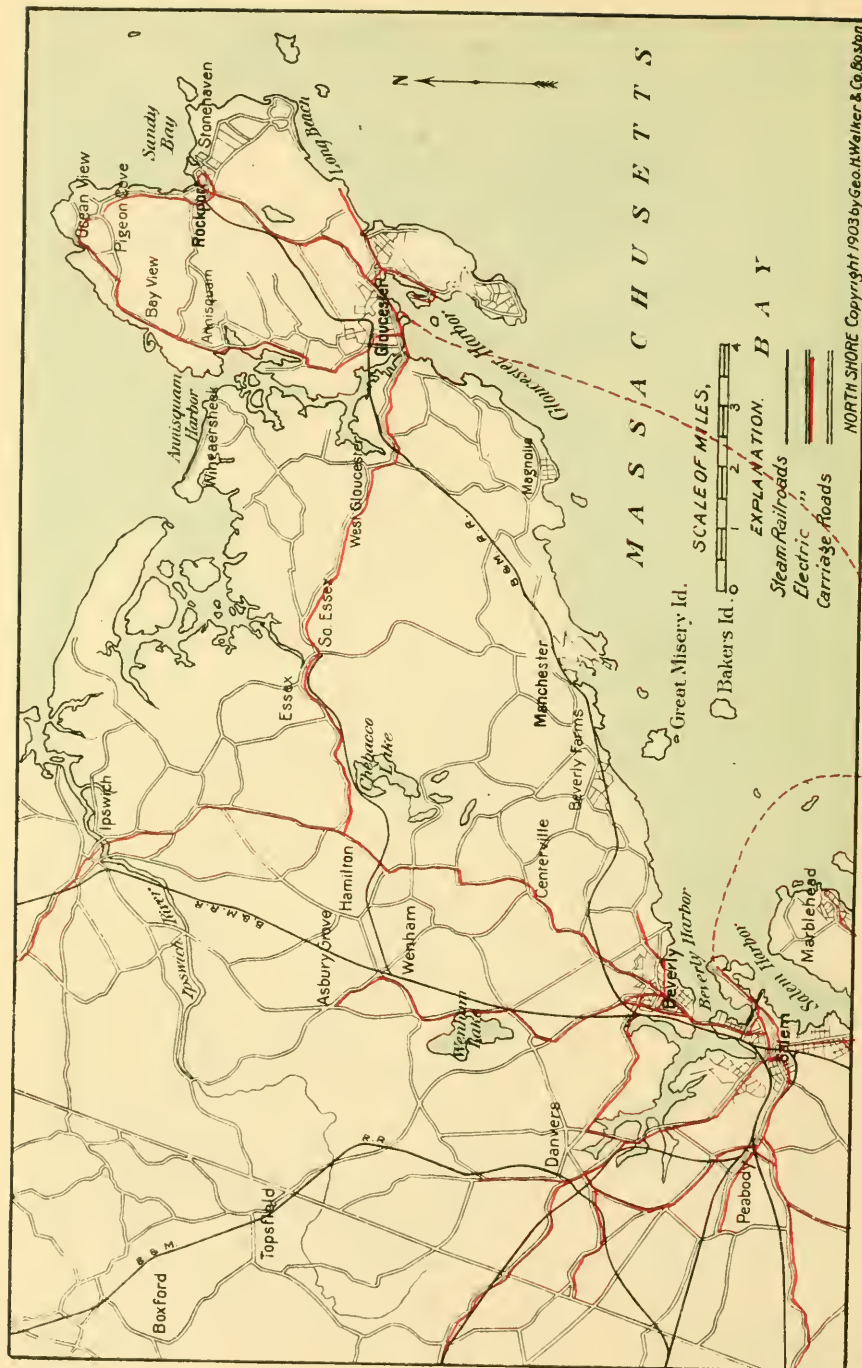 Ocean View
Pigeon Cove
Sandy
Bay
Stonehaven
Rockport
Bay View
Annisquam
Long Beach
Annisquam
Harbor
Wingaersheek
Gloucester
Gloucester Harbor
West Gloucester
Magnolia
B. & M. R. R.
So. Essex
Essex
Chebacco
Lake
Manchester
Beverly Farms
Ipswich
Ipswich River
B. & M. R. R.
Hamilton
Asbury Grove
Wenham
Centerville
Wenham
Lake
Beverly
Beverly Harbor
Salem Harbor
Marblehead
Salem
Danvers
Peabody
Topsfield
Boxford
B & M
R R
N
MASSACHUSETTS
BAY
Great Misery Id.
Bakers Id.
SCALE OF MILES,
0 1 2 3 4
EXPLANATION.
Steam Railroads
Electric "
Carriage Roads
NORTH SHORE Copyright 1903 by Geo. H. Walker & Co. Boston